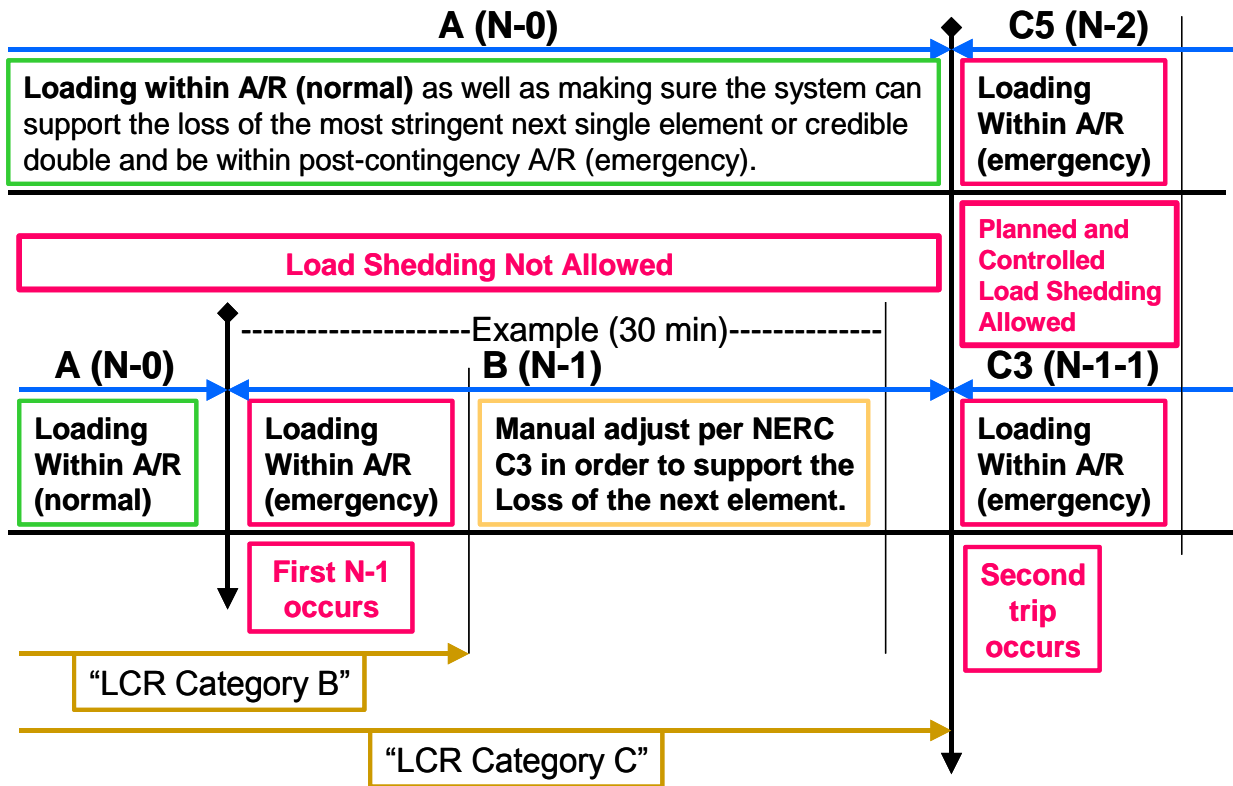 A (N-0)
C5 (N-2)
Loading within A/R (normal) as well as making sure the system can
support the loss of the most stringent next single element or credible
double and be within post-contingency A/R (emergency).
Loading
Within A/R
(emergency)
Load Shedding Not Allowed
Planned and
Controlled
Load Shedding
Allowed
---------------------Example (30 min)--------------
A (N-0)
B (N-1)
C3 (N-1-1)
Loading
Within A/R
(normal)
Loading
Within A/R
(emergency)
Manual adjust per NERC
C3 in order to support the
Loss of the next element.
Loading
Within A/R
(emergency)
First N-1
occurs
Second
trip
occurs
“LCR Category B”
“LCR Category C”